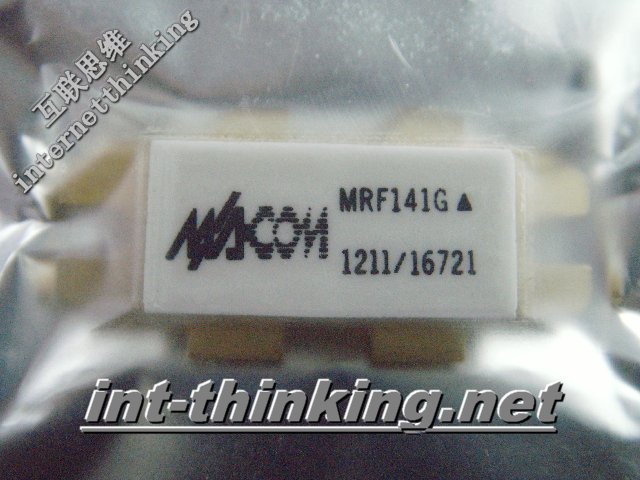 互联思维
internetthinking
MACOM
MRF141G ▲
1211/16721
int-thinking.net